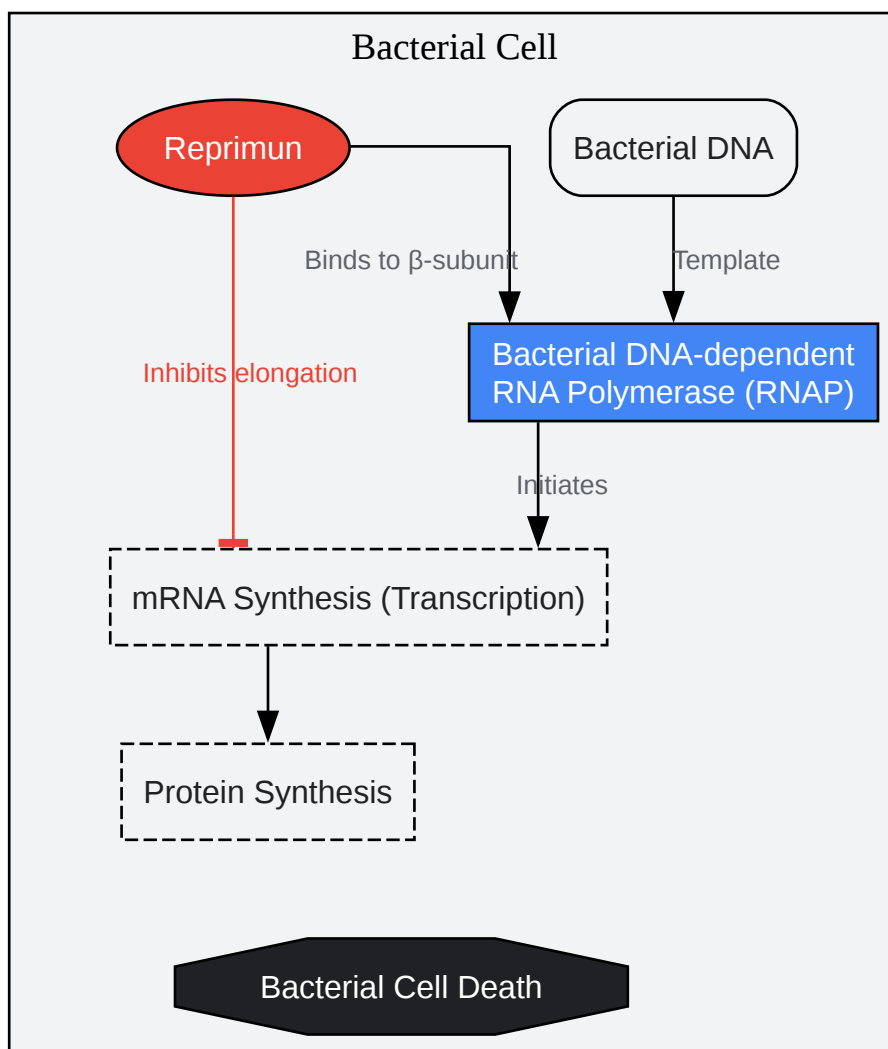 Bacterial Cell
Reprimun
Bacterial DNA
Binds to β-subunit
Template
Bacterial DNA-dependent
RNA Polymerase (RNAP)
Inhibits elongation
Initiates
mRNA Synthesis (Transcription)
Protein Synthesis
Bacterial Cell Death